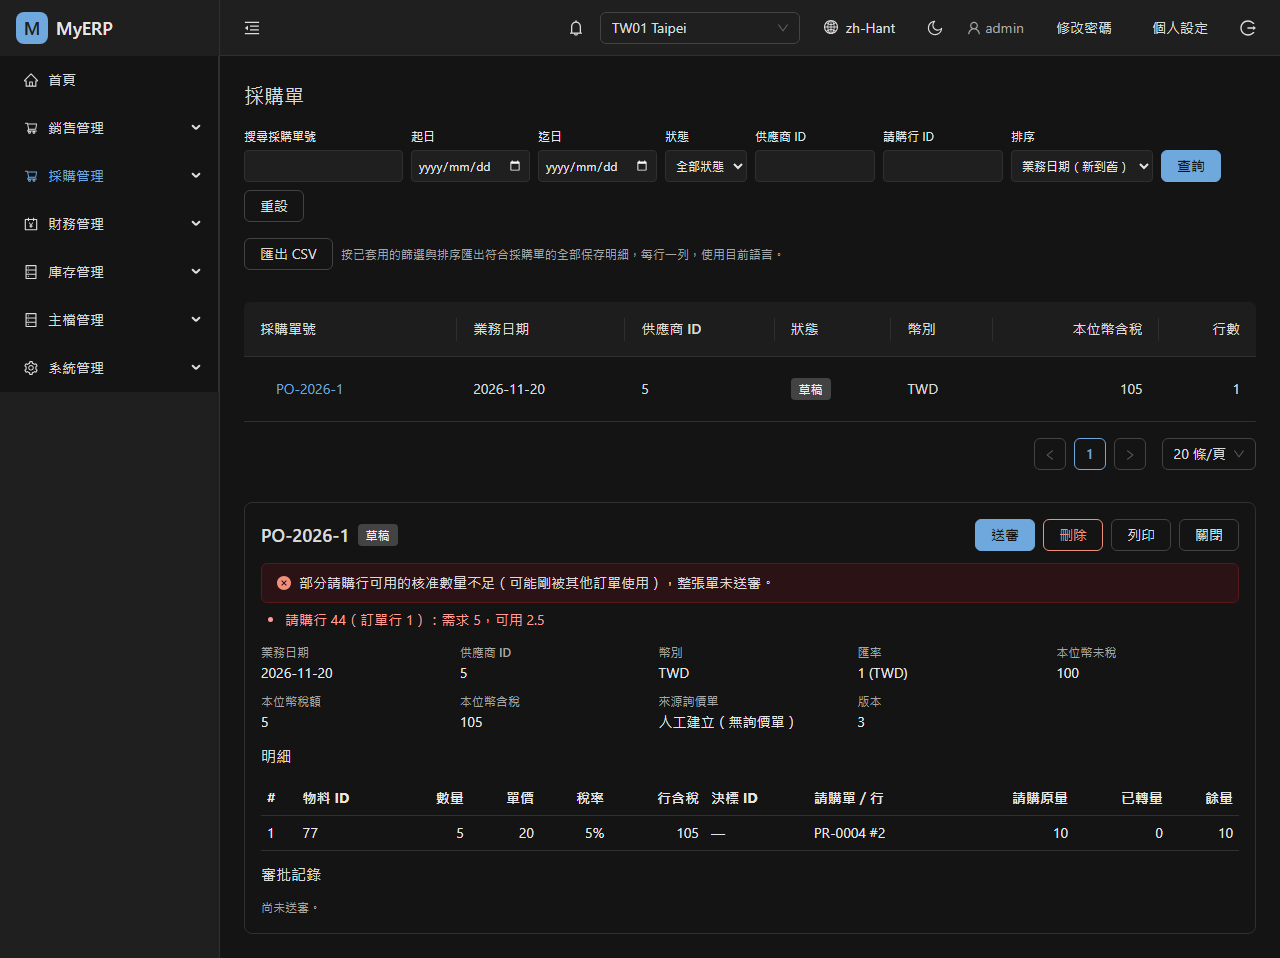 M MyERP
TW01 Taipei zh-Hant admin 修改密碼 個人設定
首頁
銷售管理
採購管理
財務管理
庫存管理
主檔管理
系統管理
採購單
搜尋採購單號 起日 迄日 狀態 供應商 ID 請購行 ID 排序
yyyy/mm/dd yyyy/mm/dd 全部狀態 業務日期（新到舊） 查詢
重設
匯出 CSV 按已套用的篩選與排序匯出符合採購單的全部保存明細，每行一列，使用目前語言。
採購單號 業務日期 供應商 ID 狀態 幣別 本位幣含稅 行數
PO-2026-1 2026-11-20 5 草稿 TWD 105 1
< 1 > 20 條/頁
PO-2026-1 草稿 送審 刪除 列印 關閉
部分請購行可用的核准數量不足（可能剛被其他訂單使用），整張單未送審。
• 請購行 44（訂單行 1）：需求 5，可用 2.5
業務日期 供應商 ID 幣別 匯率 本位幣未稅
2026-11-20 5 TWD 1 (TWD) 100
本位幣稅額 本位幣含稅 來源詢價單 版本
5 105 人工建立（無詢價單） 3
明細
# 物料 ID 數量 單價 稅率 行含稅 決標 ID 請購單 / 行 請購原量 已轉量 餘量
1 77 5 20 5% 105 — PR-0004 #2 10 0 10
審批記錄
尚未送審。